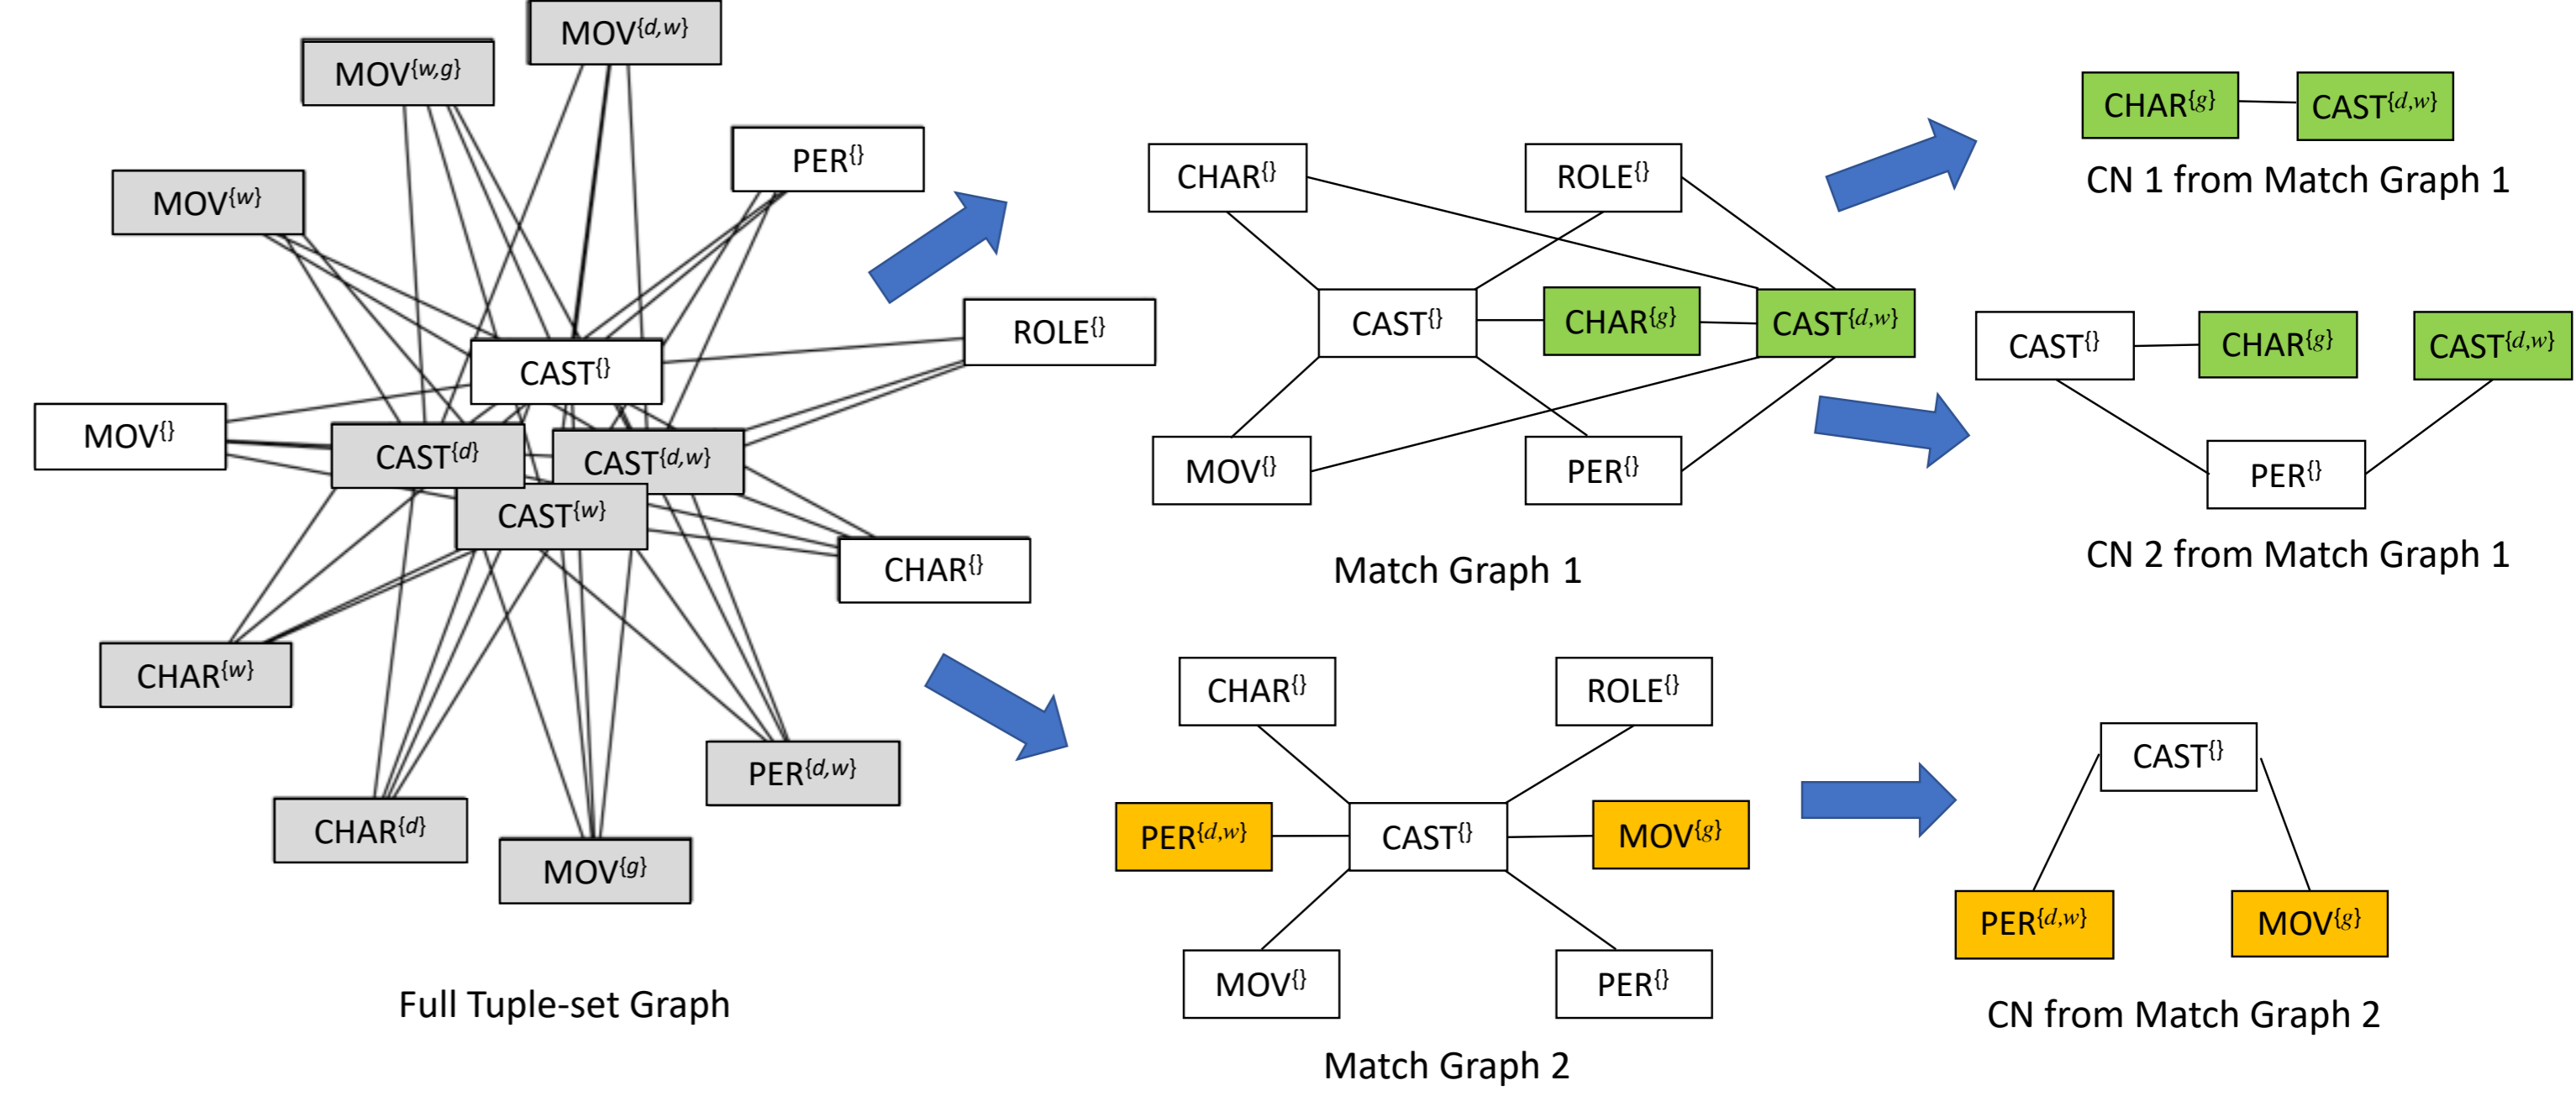 MOV{d,w}
MOV{w,g}
PER{}
MOV{w}
ROLE{}
CAST{}
MOV{}
CAST{d}
CAST{d,w}
CAST{w}
CHAR{}
CHAR{w}
PER{d,w}
CHAR{d}
MOV{g}
Full Tuple-set Graph
CHAR{}
ROLE{}
CAST{}
CHAR{g}
CAST{d,w}
MOV{}
PER{}
Match Graph 1
CHAR{}
ROLE{}
PER{d,w}
CAST{}
MOV{g}
MOV{}
PER{}
Match Graph 2
CHAR{g}
CAST{d,w}
CN 1 from Match Graph 1
CAST{}
CHAR{g}
CAST{d,w}
PER{}
CN 2 from Match Graph 1
CAST{}
PER{d,w}
MOV{g}
CN from Match Graph 2